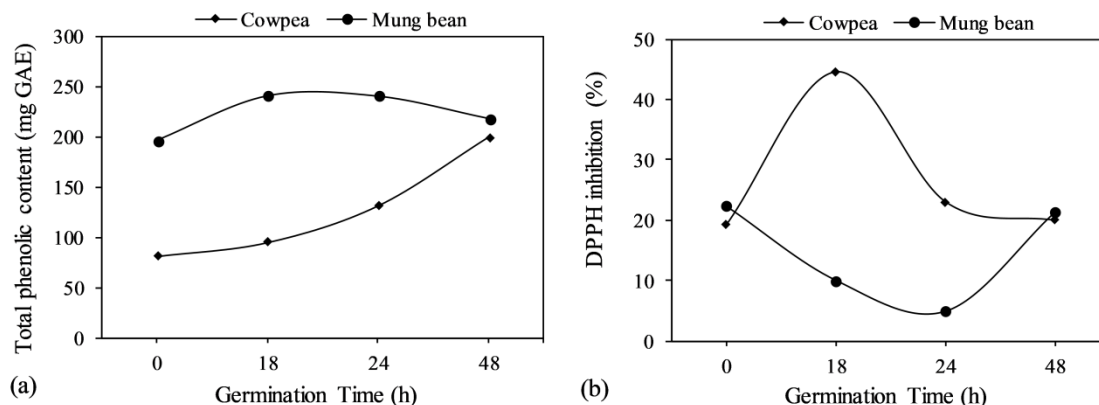 Cowpea Mung bean
300
250
200
150
100
50
0
0 18 24 48
Total phenolic content (mg GAE)
Germination Time (h)
(a)
Cowpea Mung bean
50
40
30
20
10
0
0 18 24 48
DPPH inhibition (%)
Germination Time (h)
(b)